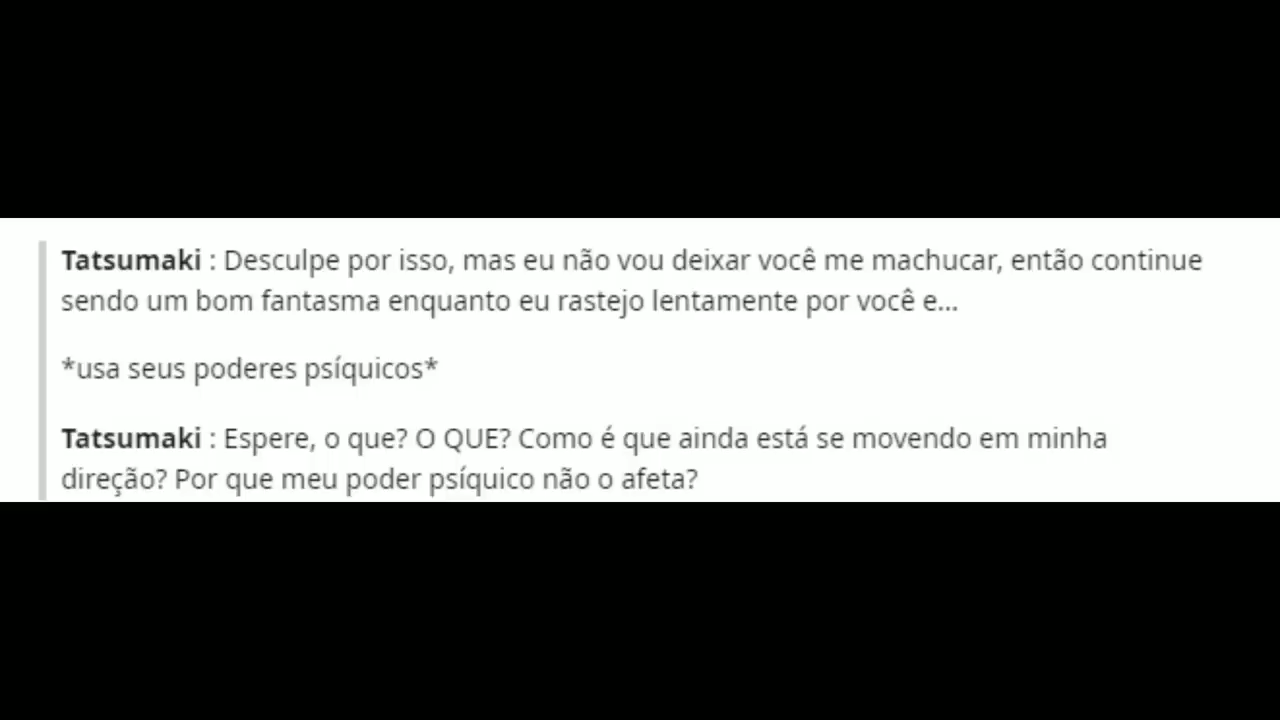 Tatsumaki : Desculpe por isso, mas eu não vou deixar você me machucar, então continue
sendo um bom fantasma enquanto eu rastejo lentamente por você e...
*usa seus poderes psíquicos*
Tatsumaki : Espere, o que? O QUE? Como é que ainda está se movendo em minha
direção? Por que meu poder psíquico não o afeta?